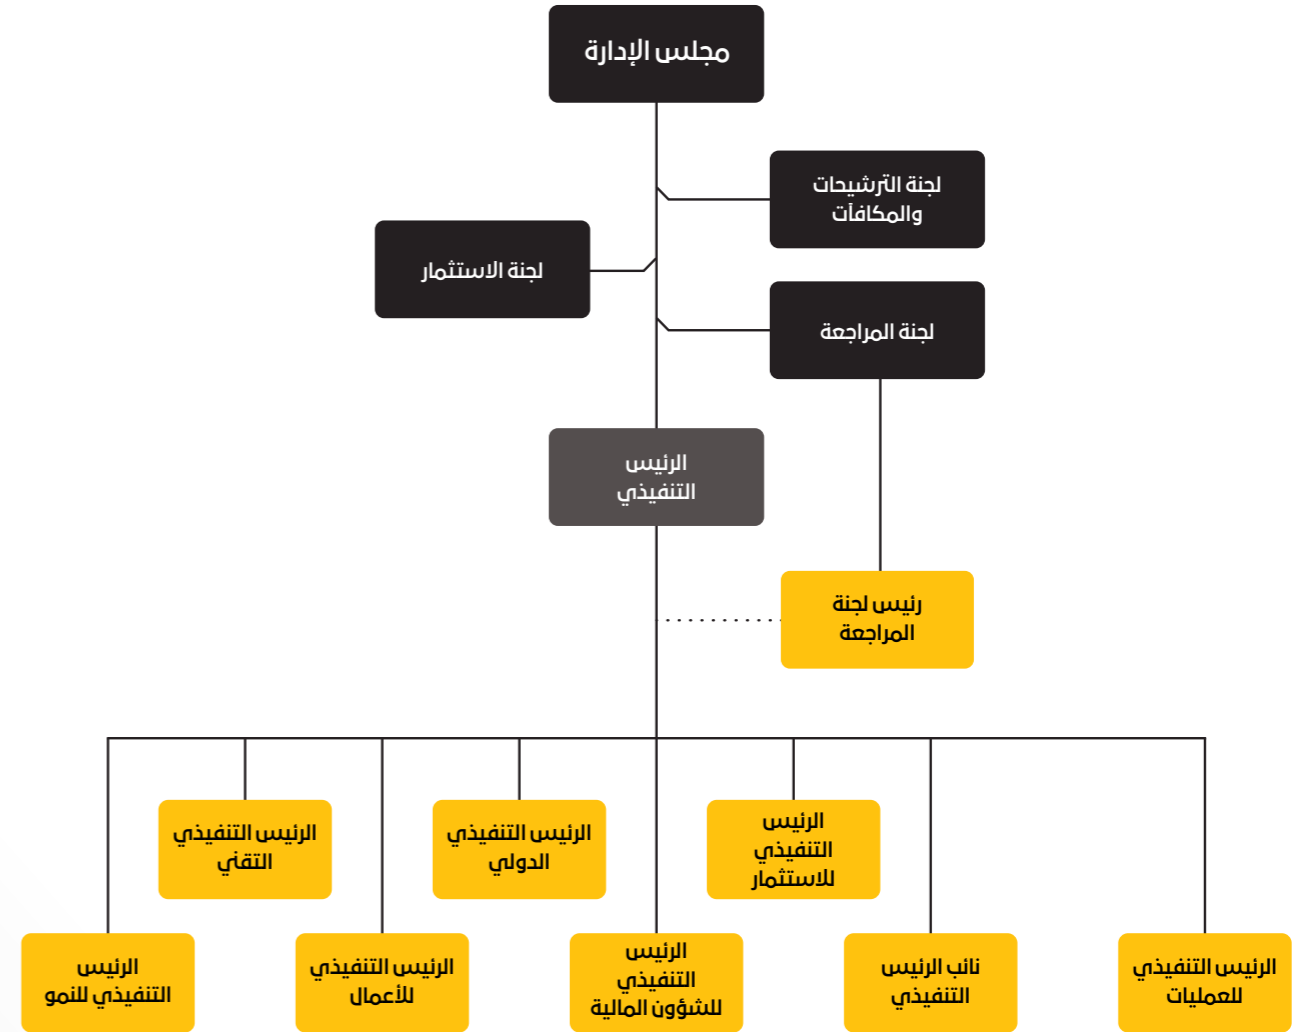 مجلس الإدارة
لجنة الترشيحات
والمكافآت
لجنة الاستثمار
لجنة المراجعة
الرئيس
التنفيذي
رئيس لجنة
المراجعة
الرئيس
التنفيذي
للاستثمار
الرئيس التنفيذي
الدولي
الرئيس التنفيذي
التقني
الرئيس التنفيذي
للعمليات
نائب الرئيس
التنفيذي
الرئيس
التنفيذي
للشؤون المالية
الرئيس التنفيذي
للأعمال
الرئيس
التنفيذي للنمو